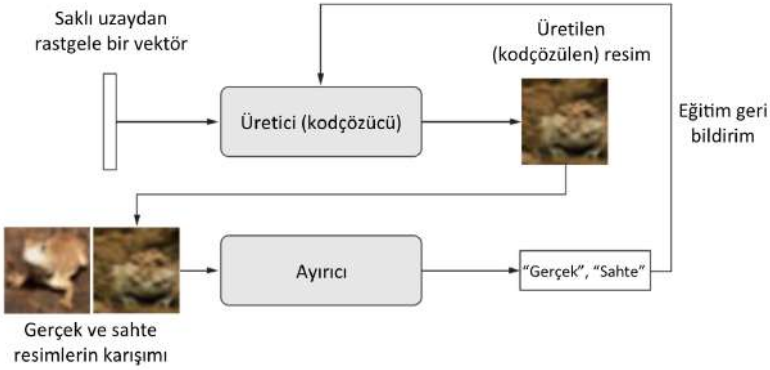 Saklı uzaydan
rastgele bir vektör
Üretilen
(kodçözülen) resim
Üretici (kodçözücü)
Eğitim geri
bildirim
Ayırıcı
“Gerçek”, “Sahte”
Gerçek ve sahte
resimlerin karışımı